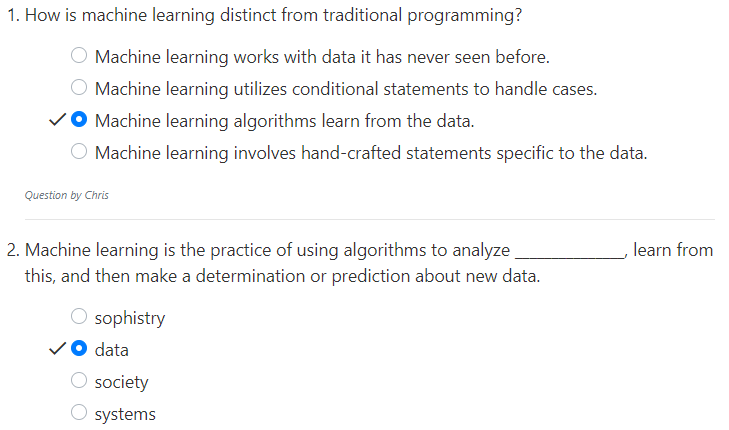 1. How is machine learning distinct from traditional programming?
Machine learning works with data it has never seen before.
Machine learning utilizes conditional statements to handle cases.
Machine learning algorithms learn from the data.
Machine learning involves hand-crafted statements specific to the data.
Question by Chris
2. Machine learning is the practice of using algorithms to analyze ____________, learn from
this, and then make a determination or prediction about new data.
sophistry
data
society
systems